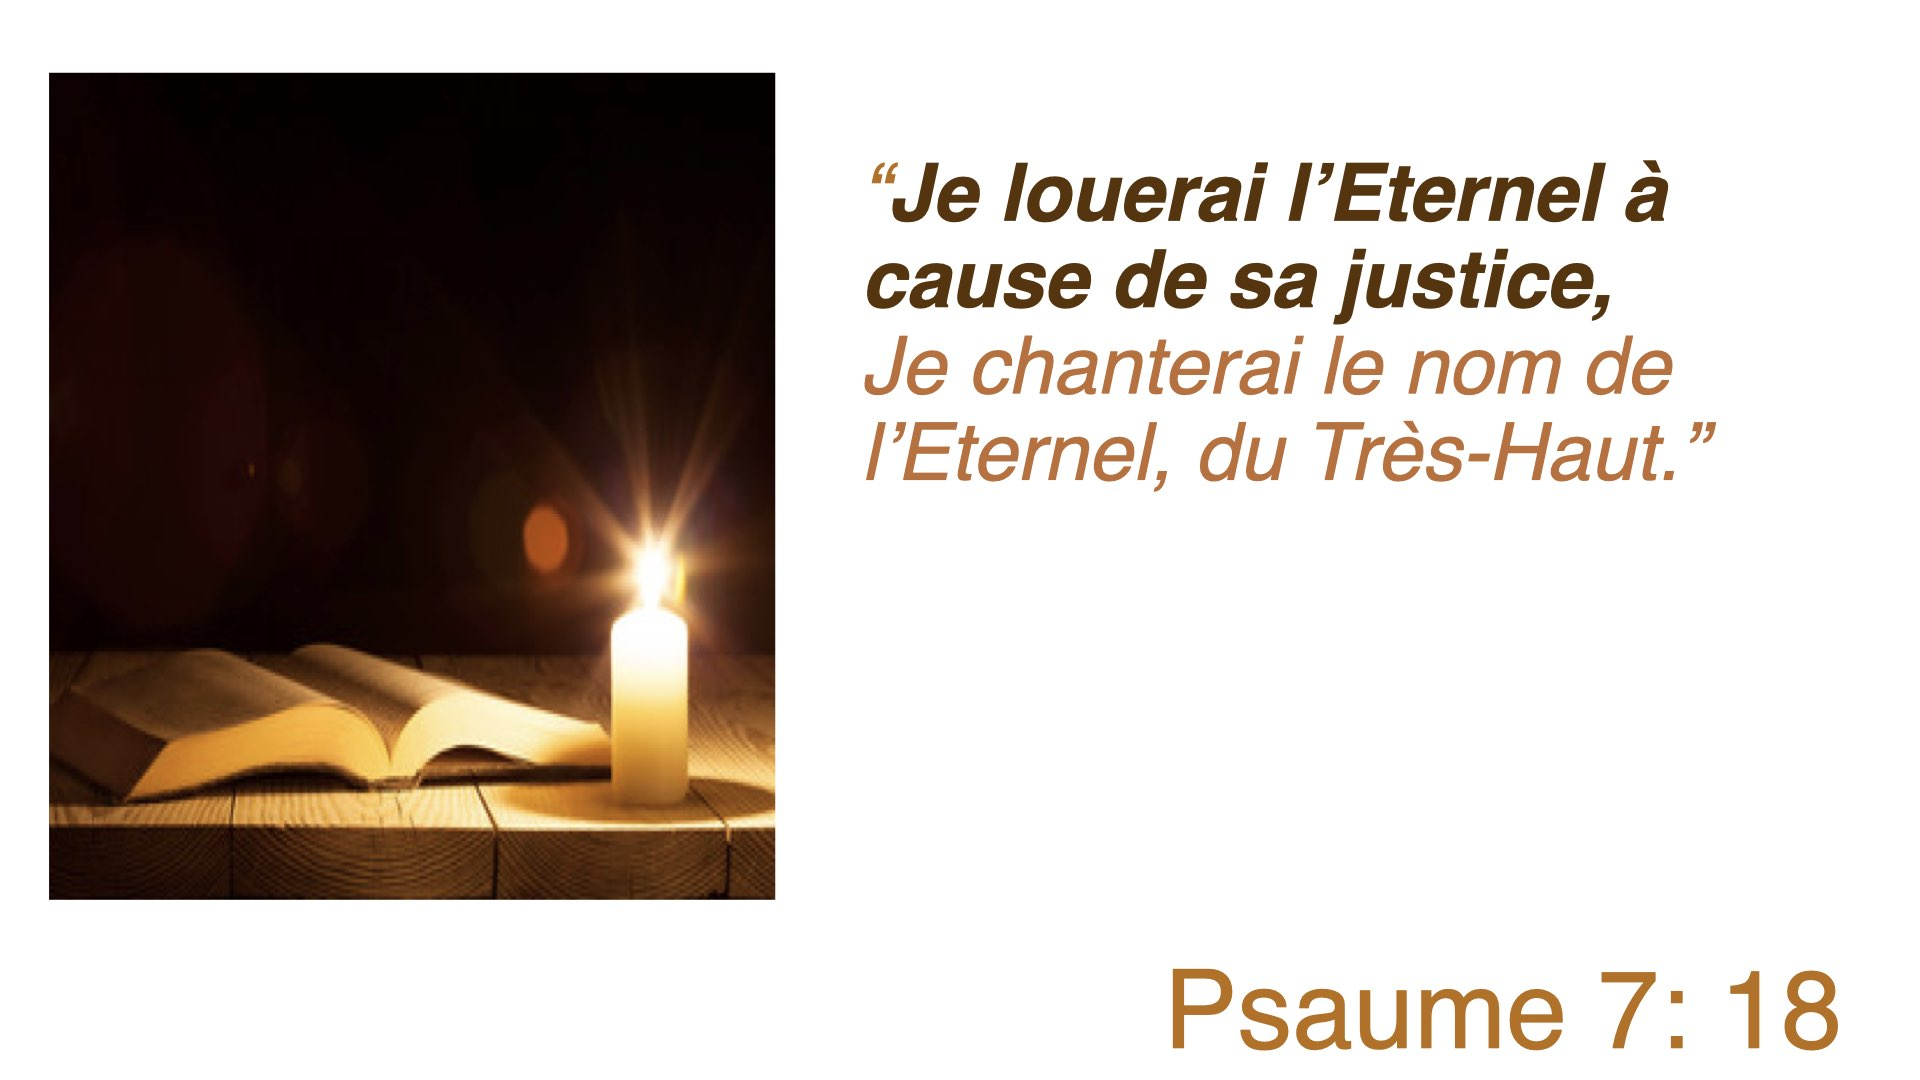 “Je louerai l’Eternel à
cause de sa justice,
Je chanterai le nom de
l’Eternel, du Très-Haut.”
Psaume 7: 18